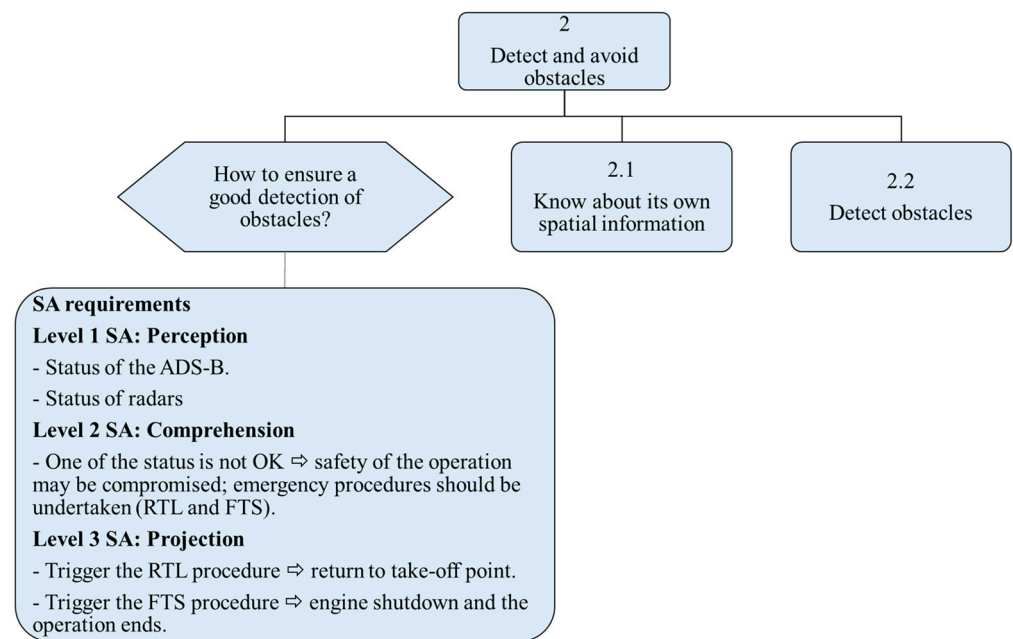 2
Detect and avoid
obstacles
How to ensure a
good detection of
obstacles?
2.1
Know about its own
spatial information
2.2
Detect obstacles
SA requirements
Level 1 SA: Perception
- Status of the ADS-B.
- Status of radars
Level 2 SA: Comprehension
- One of the status is not OK ⇨ safety of the operation
may be compromised; emergency procedures should be
undertaken (RTL and FTS).
Level 3 SA: Projection
- Trigger the RTL procedure ⇨ return to take-off point.
- Trigger the FTS procedure ⇨ engine shutdown and the
operation ends.